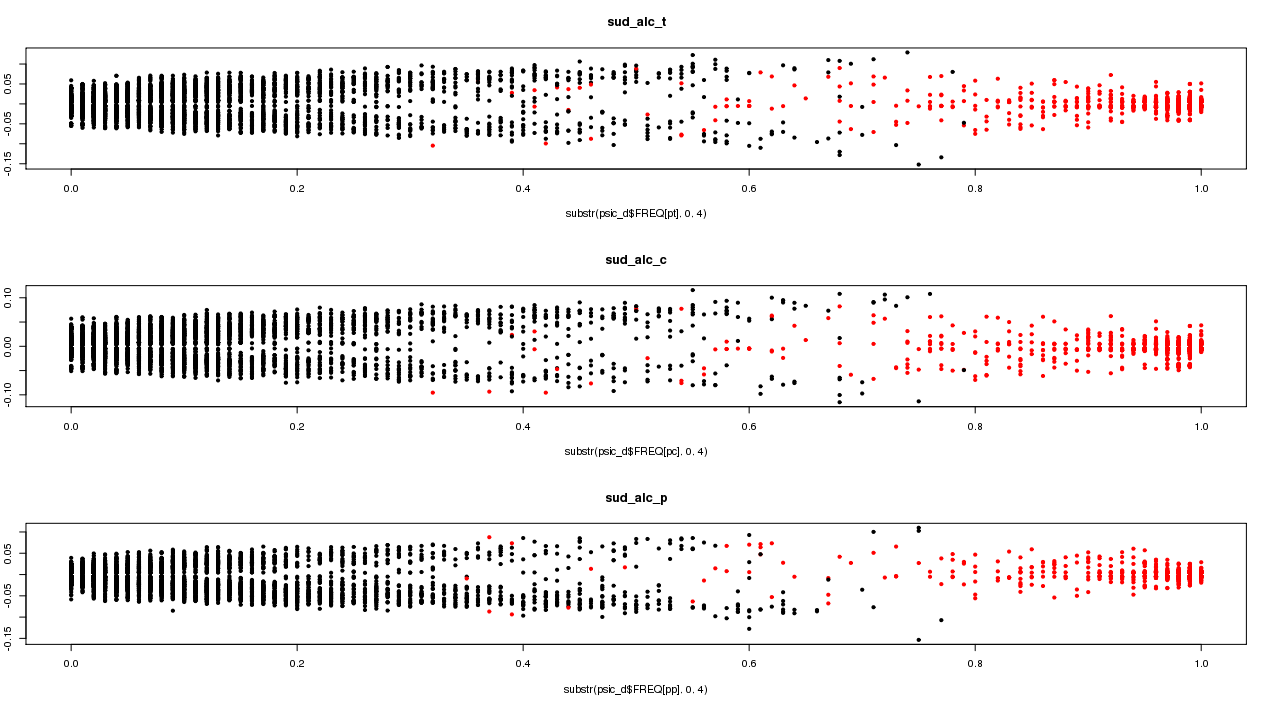 sud_alc_t
0.05
-0.05
-0.15
0.0 0.2 0.4 0.6 0.8 1.0
substr(psic_d$FREQ[pt], 0, 4)
sud_alc_c
0.10
0.00
-0.10
0.0 0.2 0.4 0.6 0.8 1.0
substr(psic_d$FREQ[pc], 0, 4)
sud_alc_p
0.05
-0.05
-0.15
0.0 0.2 0.4 0.6 0.8 1.0
substr(psic_d$FREQ[pp], 0, 4)